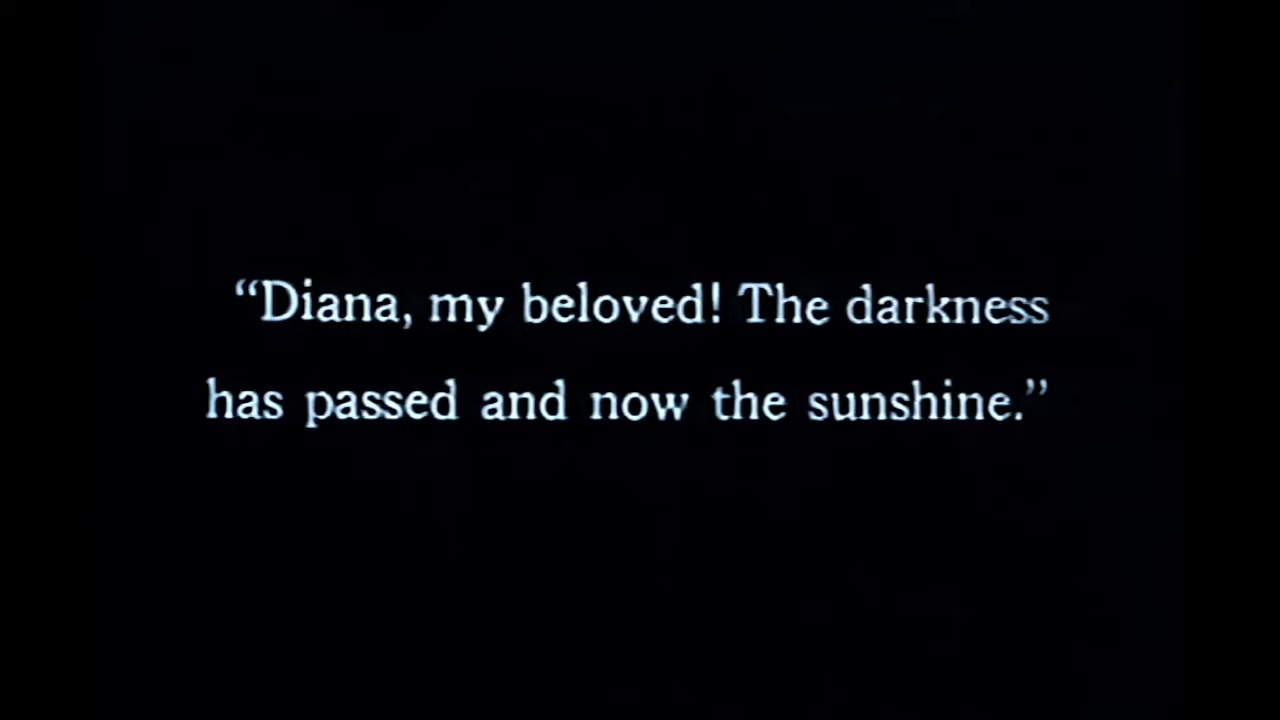 “Diana, my beloved! The darkness
has passed and now the sunshine.”